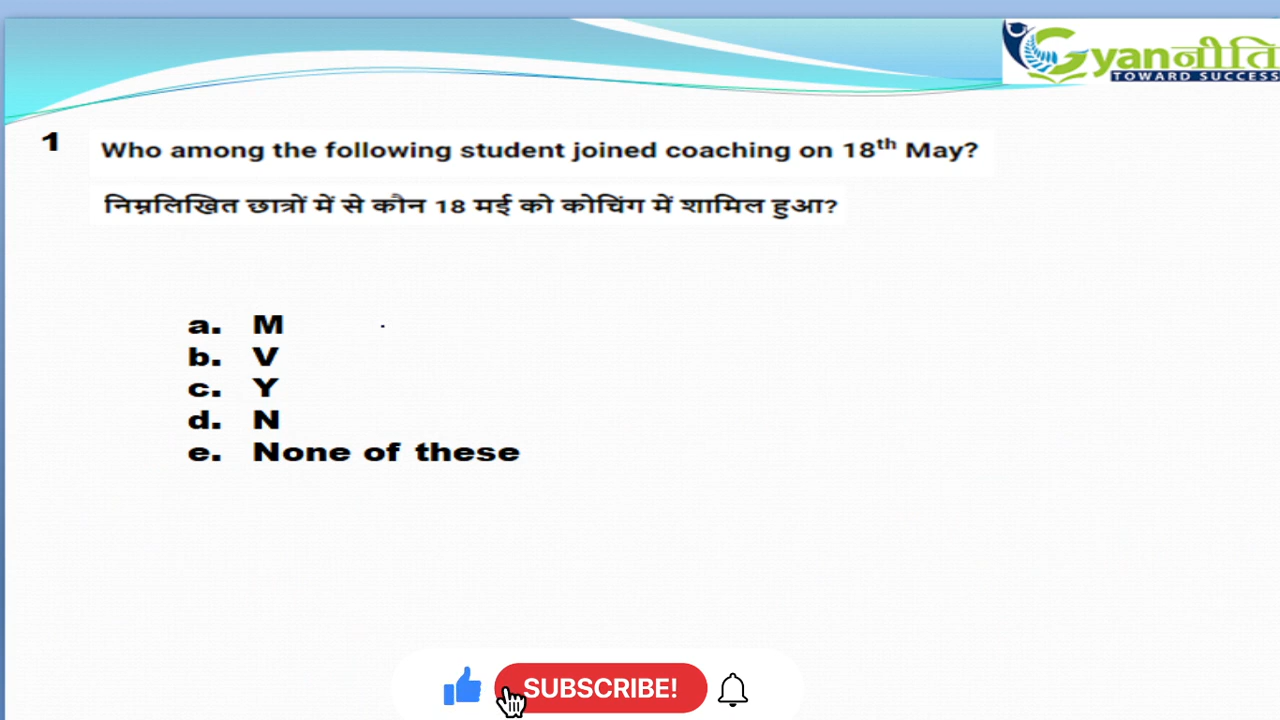 Gyanनीति
TOWARD SUCCESS
1 Who among the following student joined coaching on 18th May?
निम्नलिखित छात्रों में से कौन 18 मई को कोचिंग में शामिल हुआ?
a. M
b. V
c. Y
d. N
e. None of these
SUBSCRIBE!